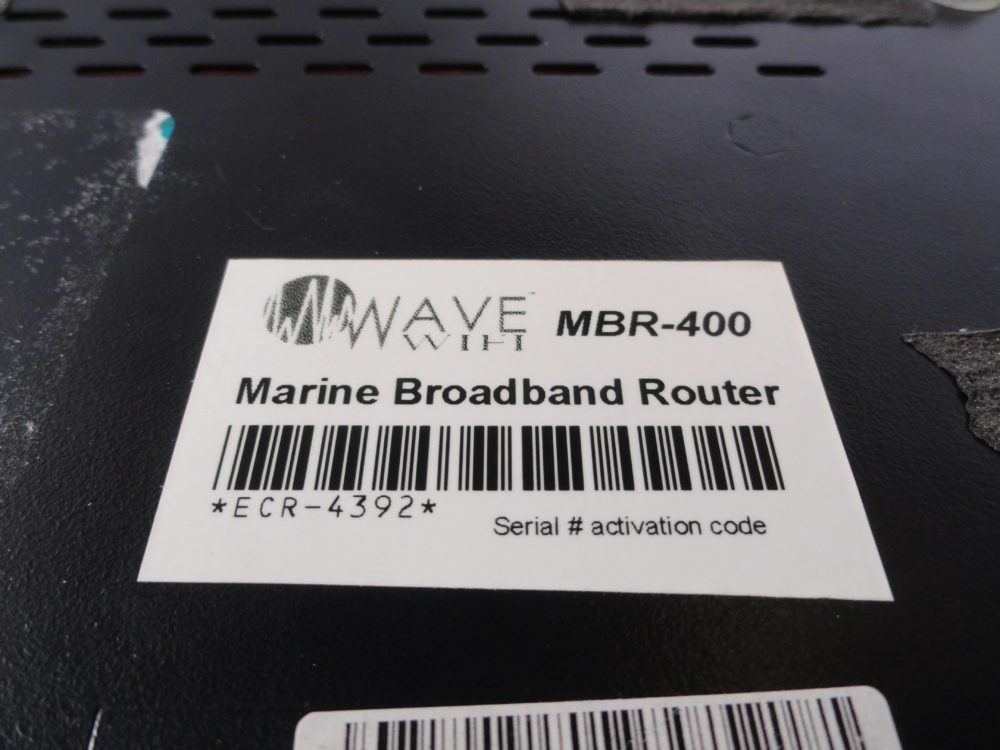 WAVE MBR-400
WIFI
Marine Broadband Router
*ECR-4392*
Serial # activation code